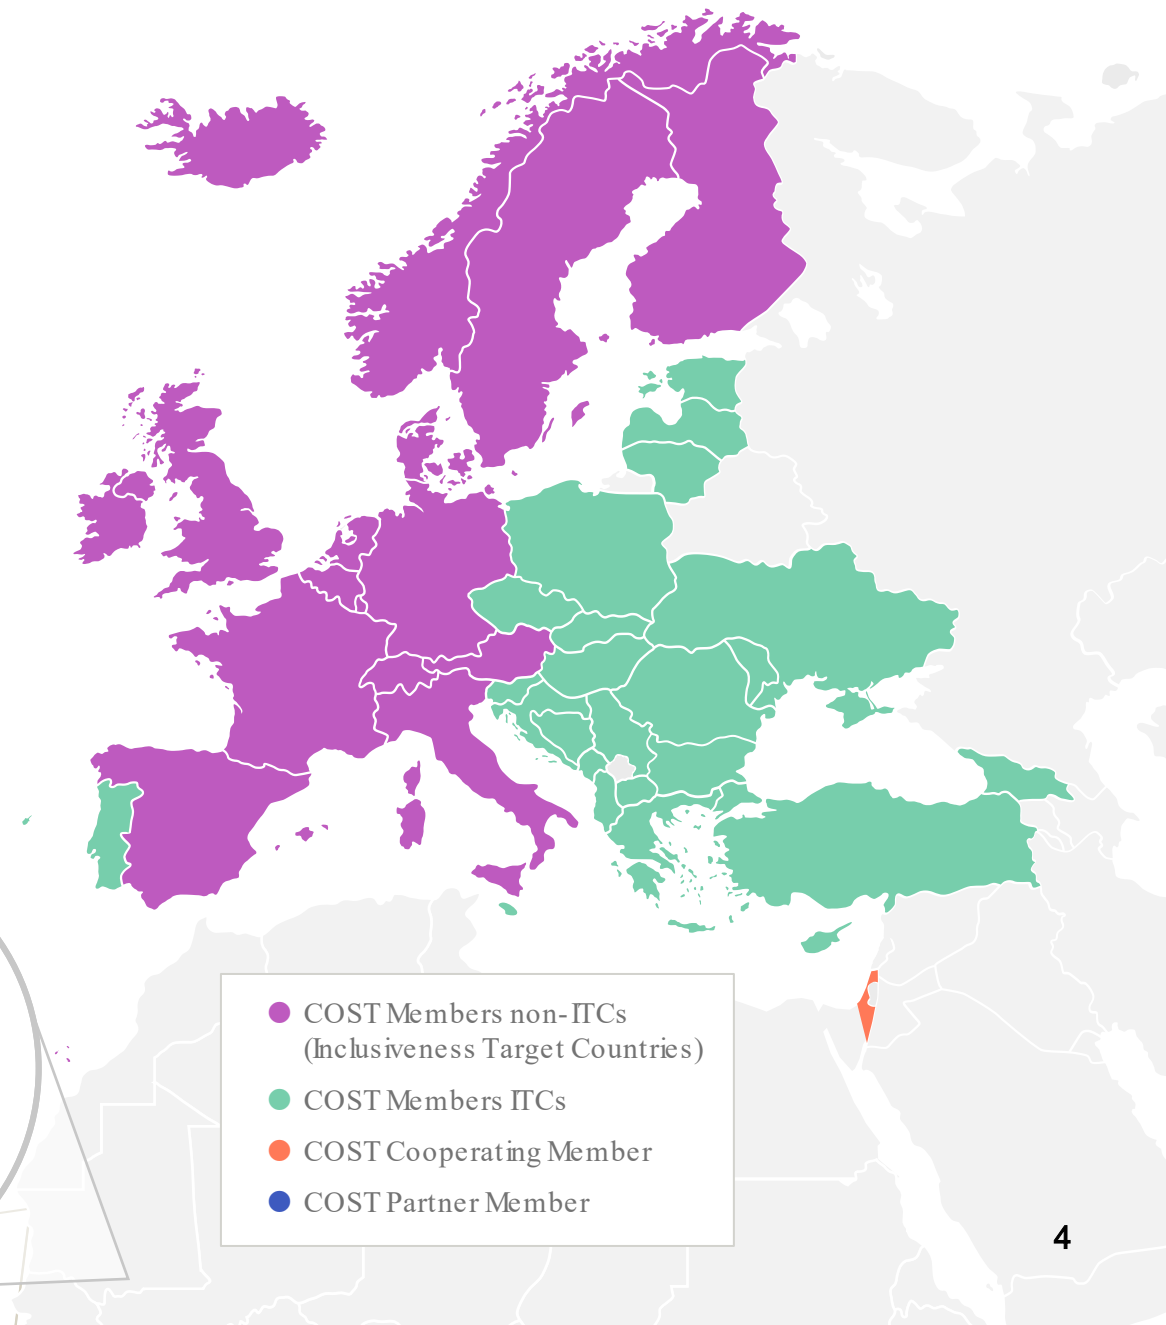 COST Members non-ITCs
(Inclusiveness Target Countries)
COST Members ITCs
COST Cooperating Member
COST Partner Member
4